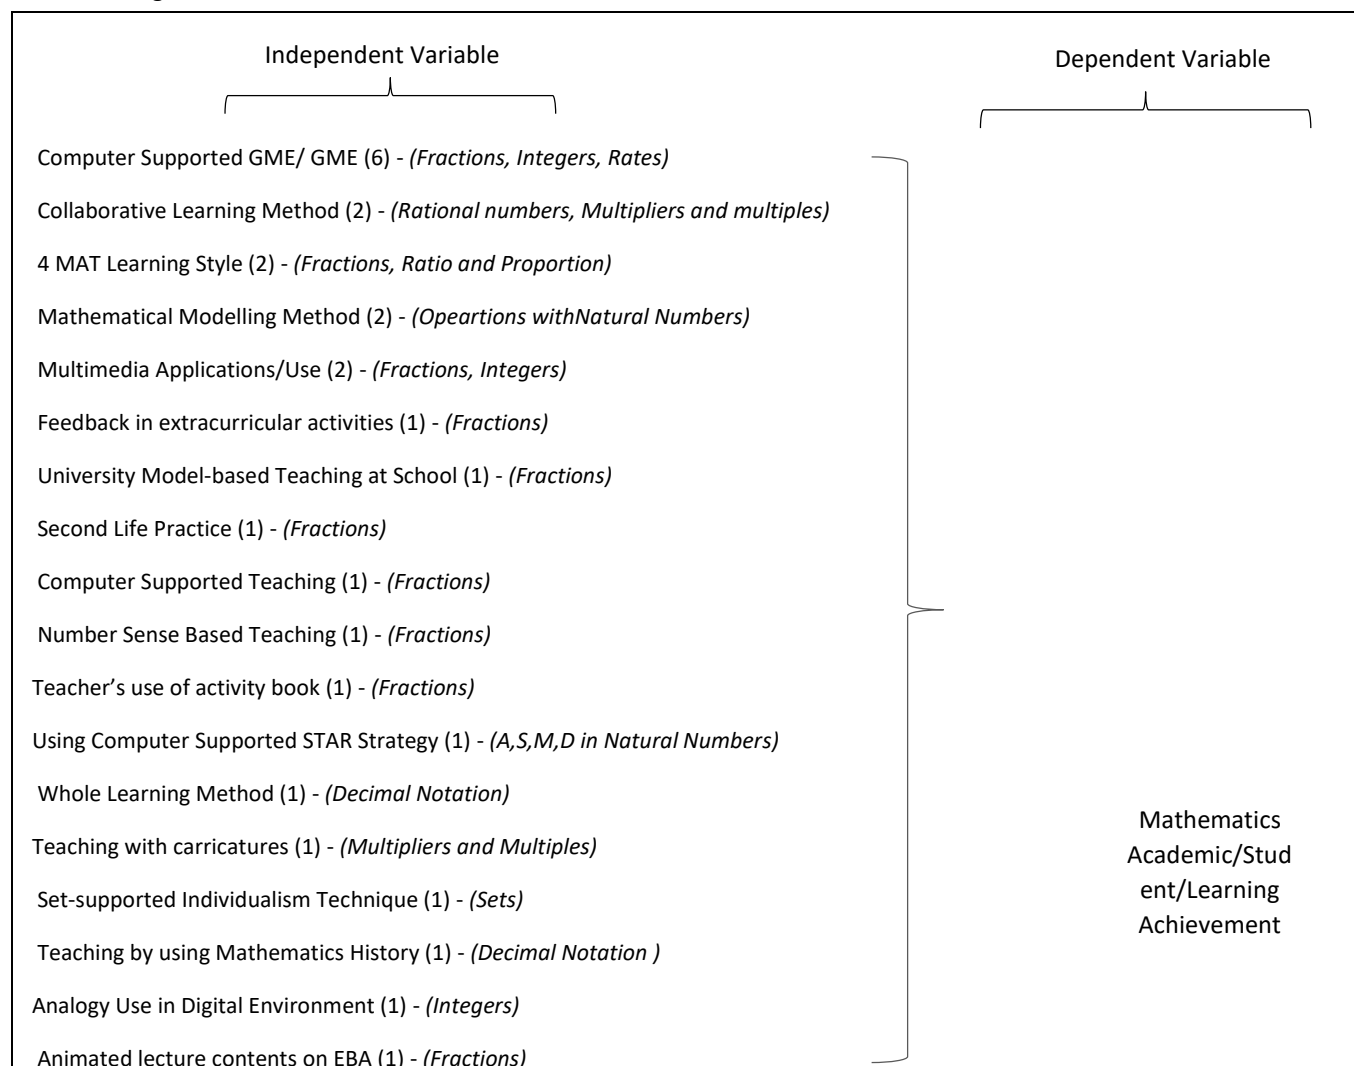 Independent Variable
Dependent Variable
Computer Supported GME/ GME (6) - (Fractions, Integers, Rates)
Collaborative Learning Method (2) - (Rational numbers, Multipliers and multiples)
4 MAT Learning Style (2) - (Fractions, Ratio and Proportion)
Mathematical Modelling Method (2) - (Opeartions withNatural Numbers)
Multimedia Applications/Use (2) - (Fractions, Integers)
Feedback in extracurricular activities (1) - (Fractions)
University Model-based Teaching at School (1) - (Fractions)
Second Life Practice (1) - (Fractions)
Computer Supported Teaching (1) - (Fractions)
Number Sense Based Teaching (1) - (Fractions)
Teacher’s use of activity book (1) - (Fractions)
Using Computer Supported STAR Strategy (1) - (A,S,M,D in Natural Numbers)
Whole Learning Method (1) - (Decimal Notation)
Teaching with carricatures (1) - (Multipliers and Multiples)
Set-supported Individualism Technique (1) - (Sets)
Teaching by using Mathematics History (1) - (Decimal Notation )
Analogy Use in Digital Environment (1) - (Integers)
Animated lecture contents on EBA (1) - (Fractions)
Mathematics
Academic/Stud
ent/Learning
Achievement